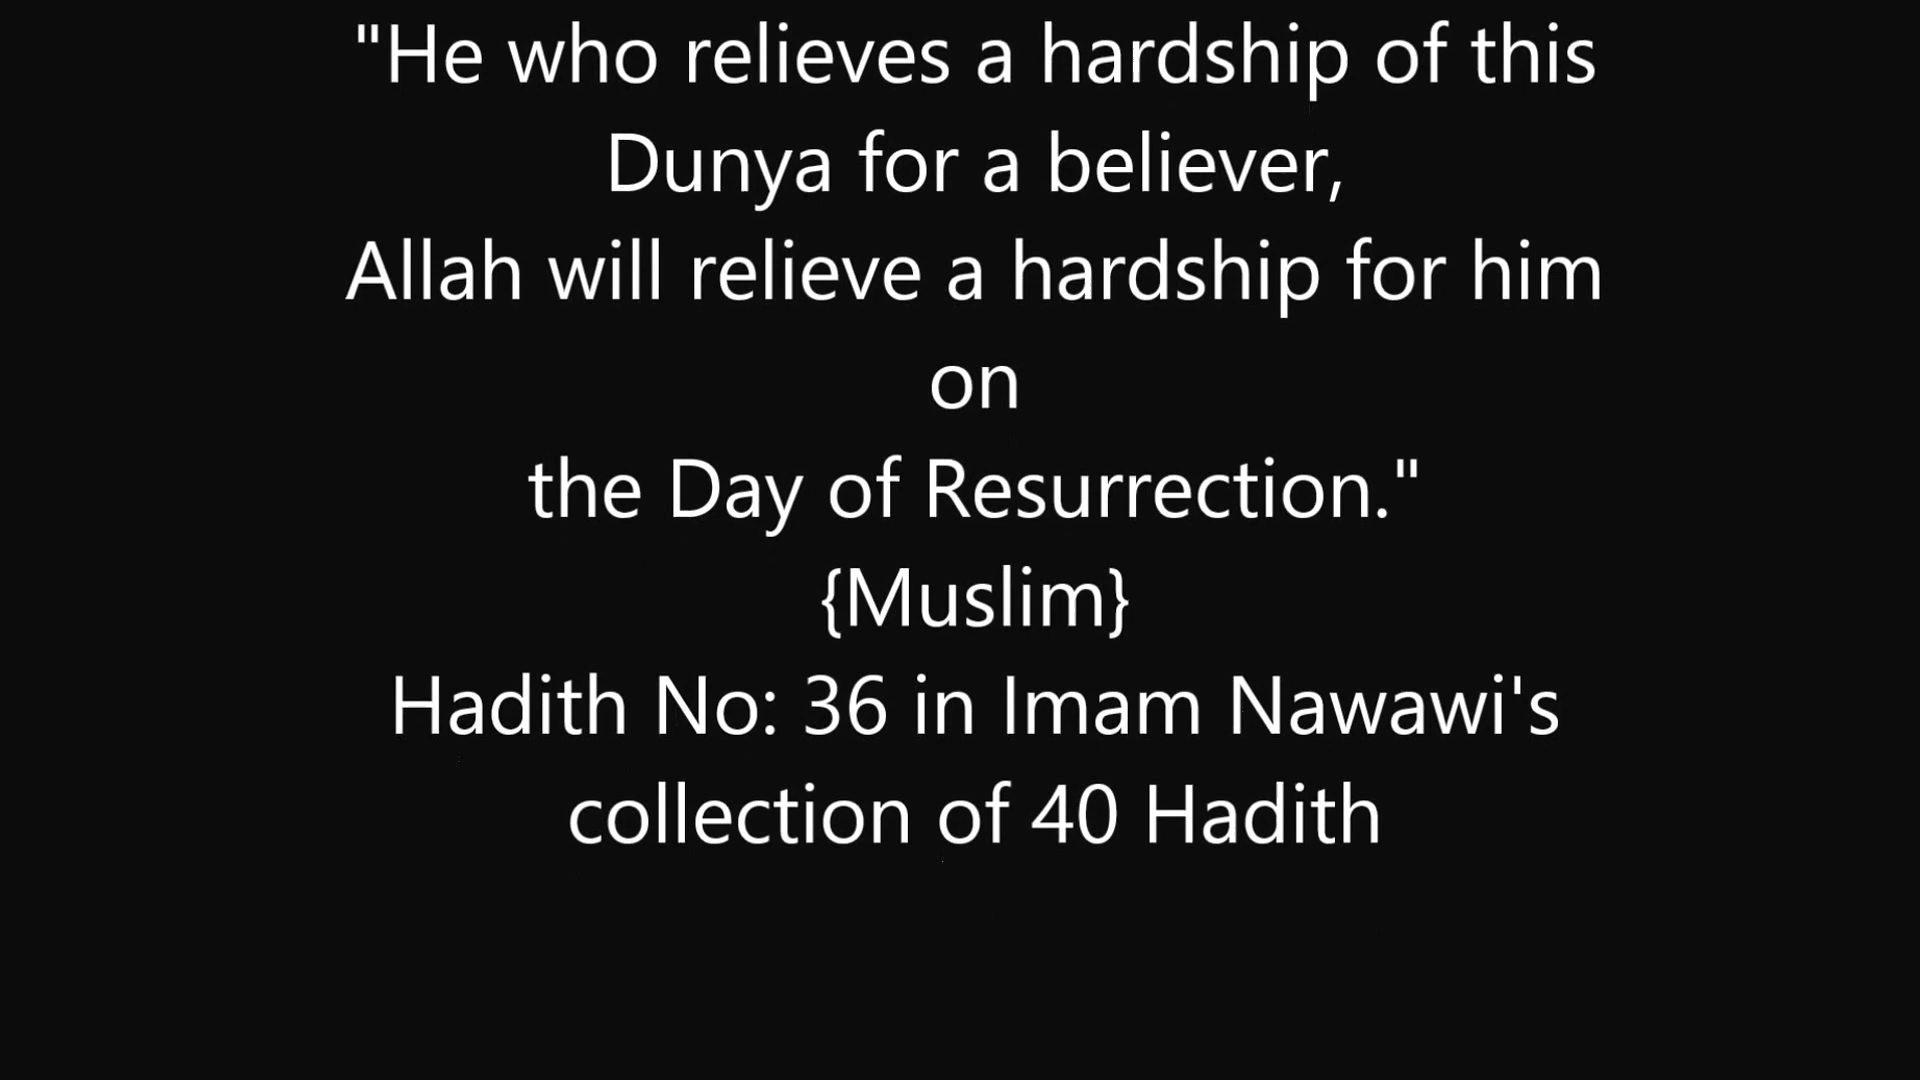 "He who relieves a hardship of this
Dunya for a believer,
Allah will relieve a hardship for him
on
the Day of Resurrection."
{Muslim}
Hadith No: 36 in Imam Nawawi's
collection of 40 Hadith